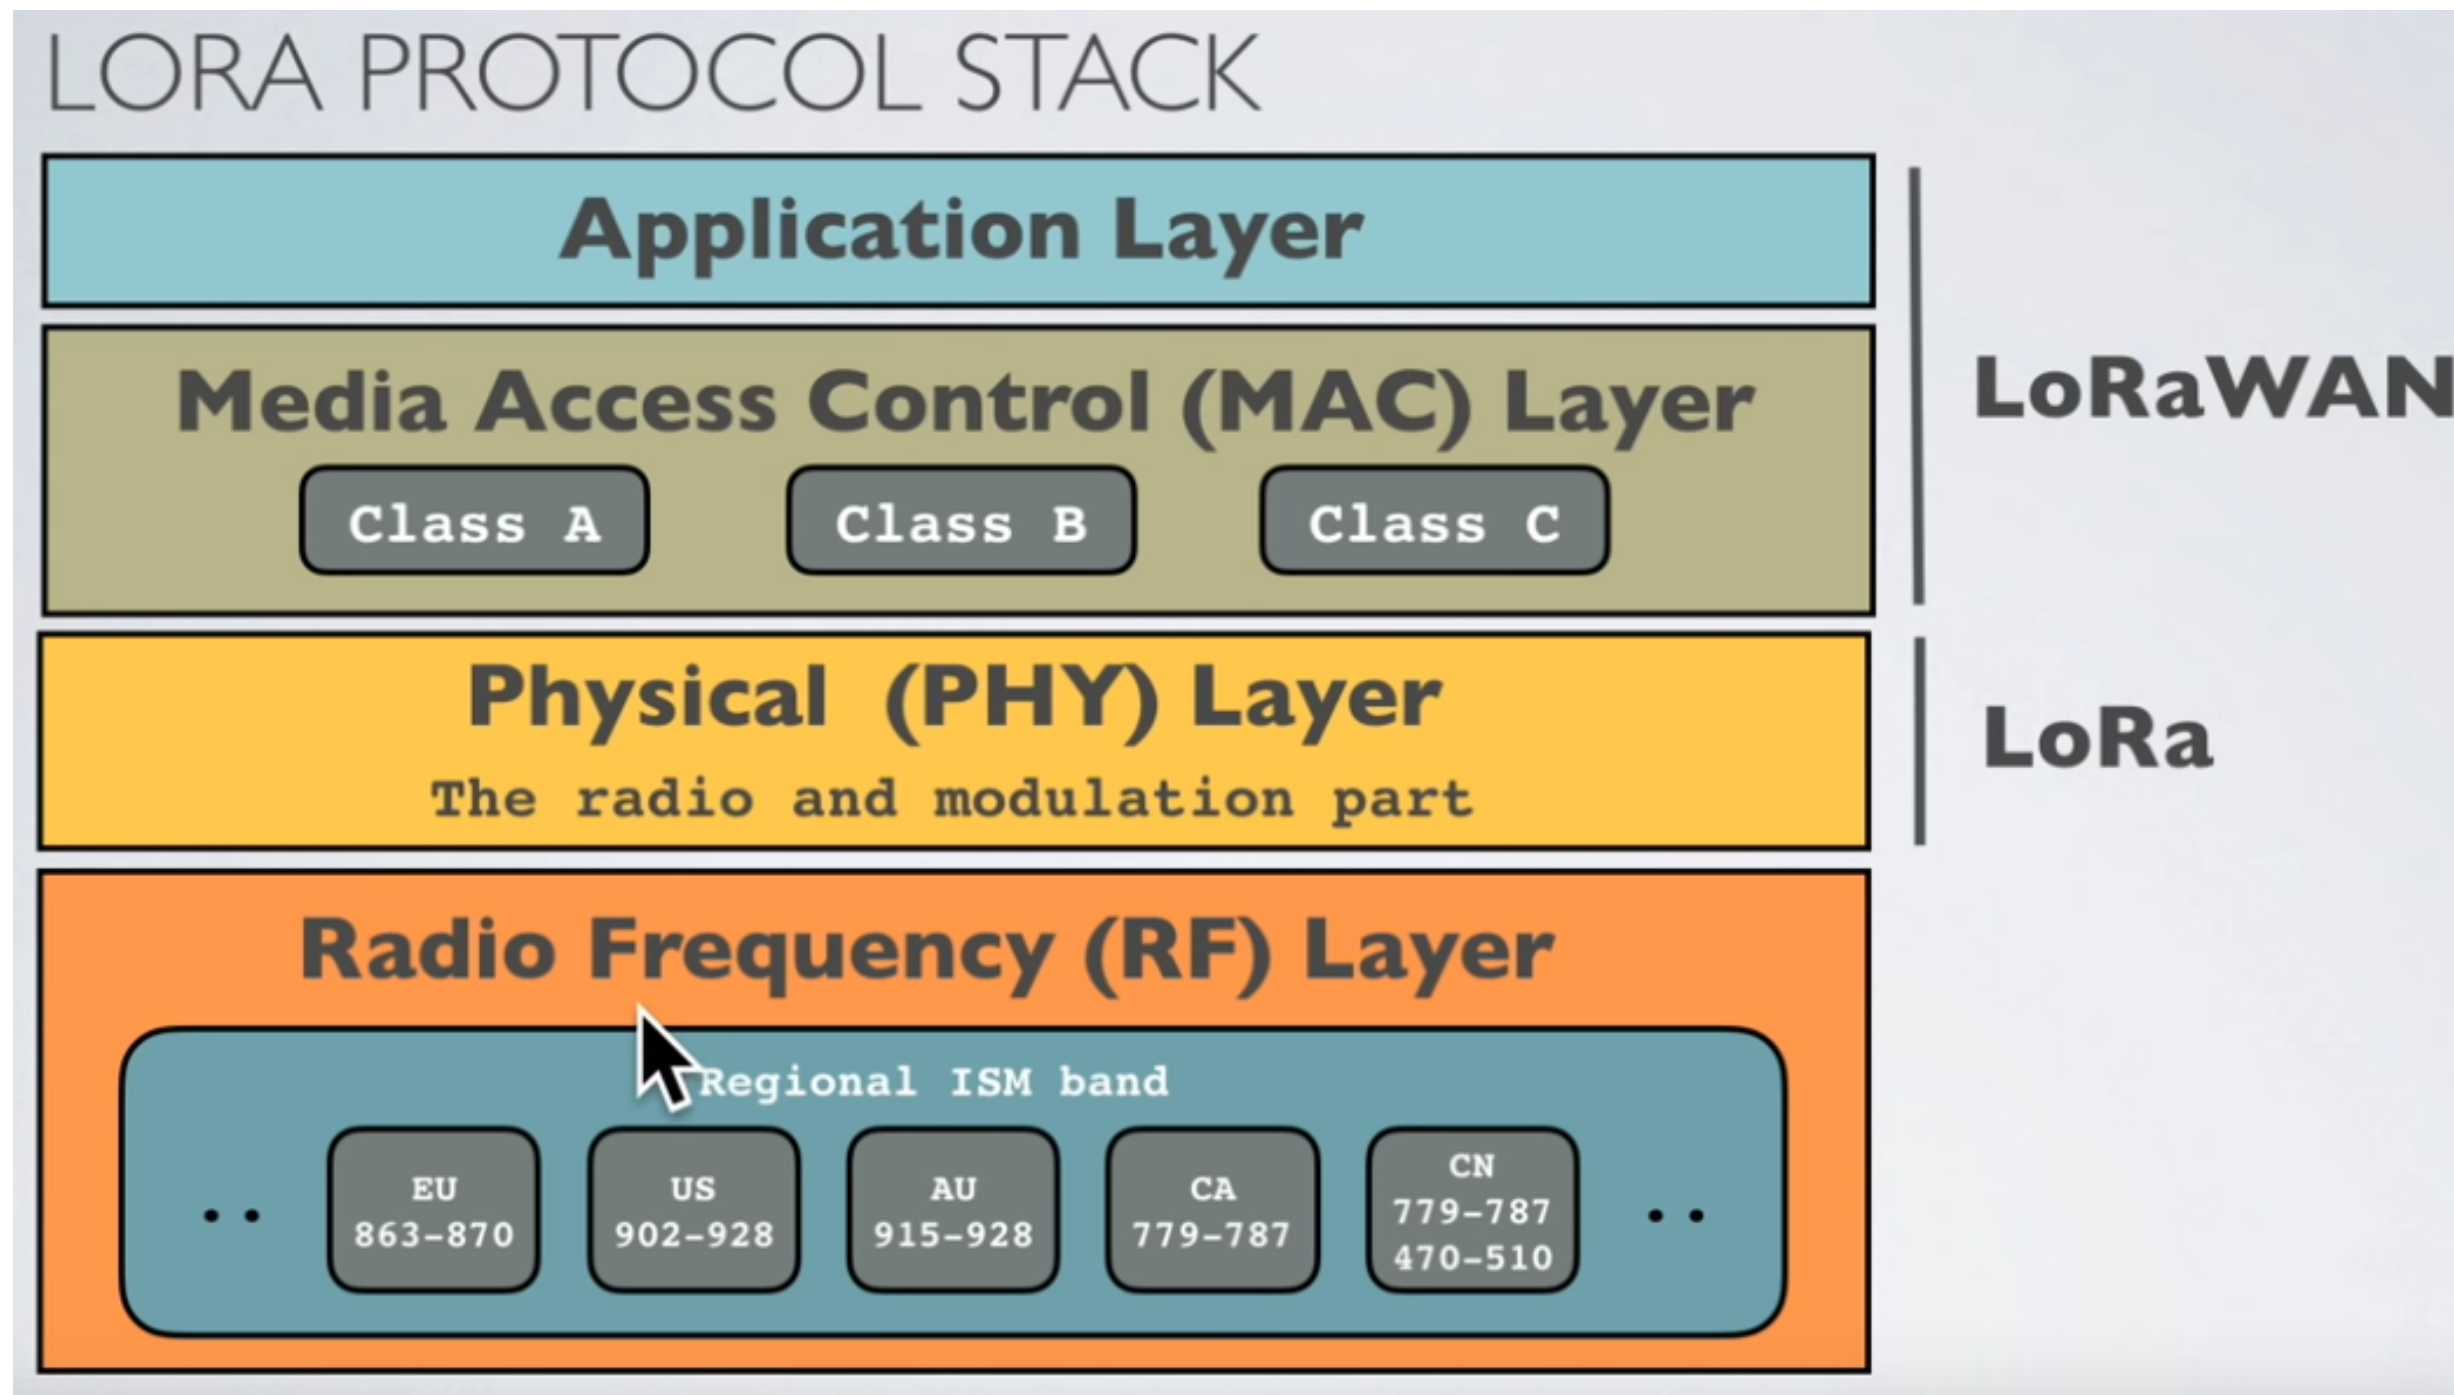 LORA PROTOCOL STACK
Application Layer
Media Access Control (MAC) Layer
Class A
Class B
Class C
LoRaWAN
Physical (PHY) Layer
The radio and modulation part
LoRa
Radio Frequency (RF) Layer
Regional ISM band
..
EU
863-870
US
902-928
AU
915-928
CA
779-787
CN
779-787
470-510
..